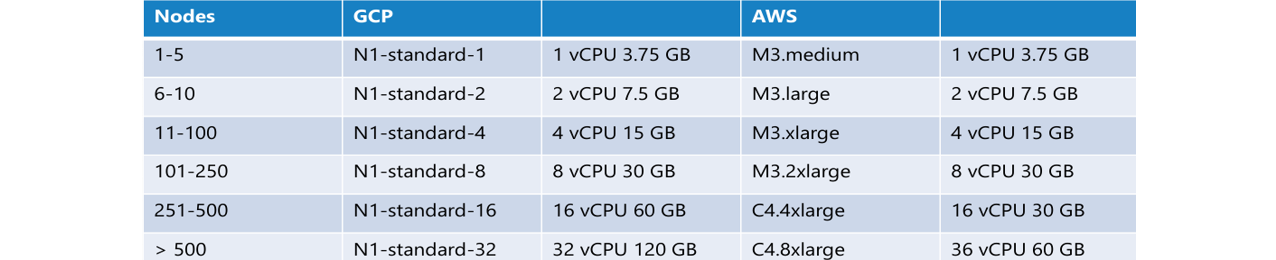 Nodes GCP AWS
1-5 N1-standard-1 1 vCPU 3.75 GB M3.medium 1 vCPU 3.75 GB
6-10 N1-standard-2 2 vCPU 7.5 GB M3.large 2 vCPU 7.5 GB
11-100 N1-standard-4 4 vCPU 15 GB M3.xlarge 4 vCPU 15 GB
101-250 N1-standard-8 8 vCPU 30 GB M3.2xlarge 8 vCPU 30 GB
251-500 N1-standard-16 16 vCPU 60 GB C4.4xlarge 16 vCPU 30 GB
> 500 N1-standard-32 32 vCPU 120 GB C4.8xlarge 36 vCPU 60 GB